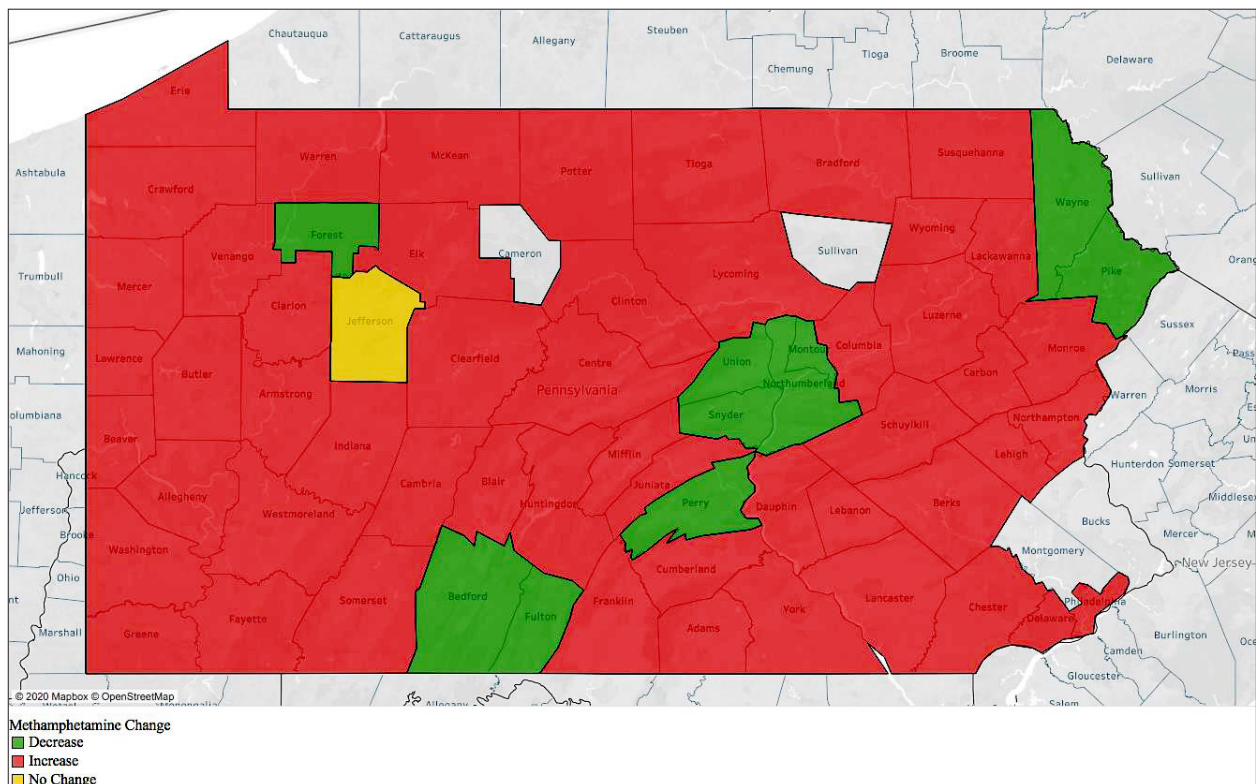 Chautauqua
Cattaraugus
Allegany
Steuben
Chemung
Tioga
Broome
Delaware
Erie
Ashtabula
Crawford
Warren
McKean
Potter
Tioga
Bradford
Susquehanna
Sullivan
Wayne
Trumbull
Mercer
Venango
Forest
Elk
Cameron
Lycoming
Sullivan
Wyoming
Lackawanna
Pike
Clarion
Jefferson
Clinton
Luzerne
Sussex
Mahoning
Lawrence
Butler
Clearfield
Centre
Union
Columbia
Monroe
Carbon
Morris
Warren
Armstrong
Pennsylvania
Northumberland
Snyder
Schuylkill
Northampton
Beaver
Indiana
Mifflin
Lehigh
Hunterdon
Somerset
Hancock
Allegheny
Cambria
Blair
Huntingdon
Juniata
Perry
Dauphin
Lebanon
Berks
Jefferson
Westmoreland
Bucks
Mercer
Washington
Ohio
Cumberland
Montgomery
New Jersey
Somerset
Bedford
Fulton
Franklin
Lancaster
Chester
Philadelphia
Delaware
Marshall
Greene
Fayette
Adams
York
Burlington
Camden
Gloucester
Salem
© 2020 Mapbox © OpenStreetMap
Methamphetamine Change
Decrease
Increase
No Change